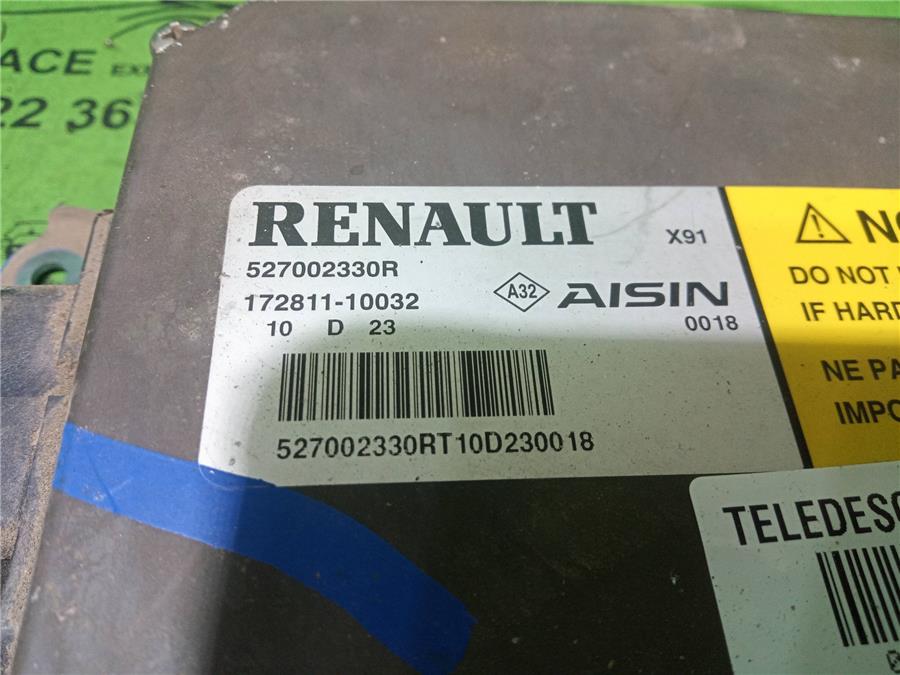 ACE
22 36
RENAULT X91
527002330R
172811-10032 A32 AISIN
10 D 23 0018
527002330RT10D230018
DO NOT
IF HARD
NE PA
IMPO
TELEDES